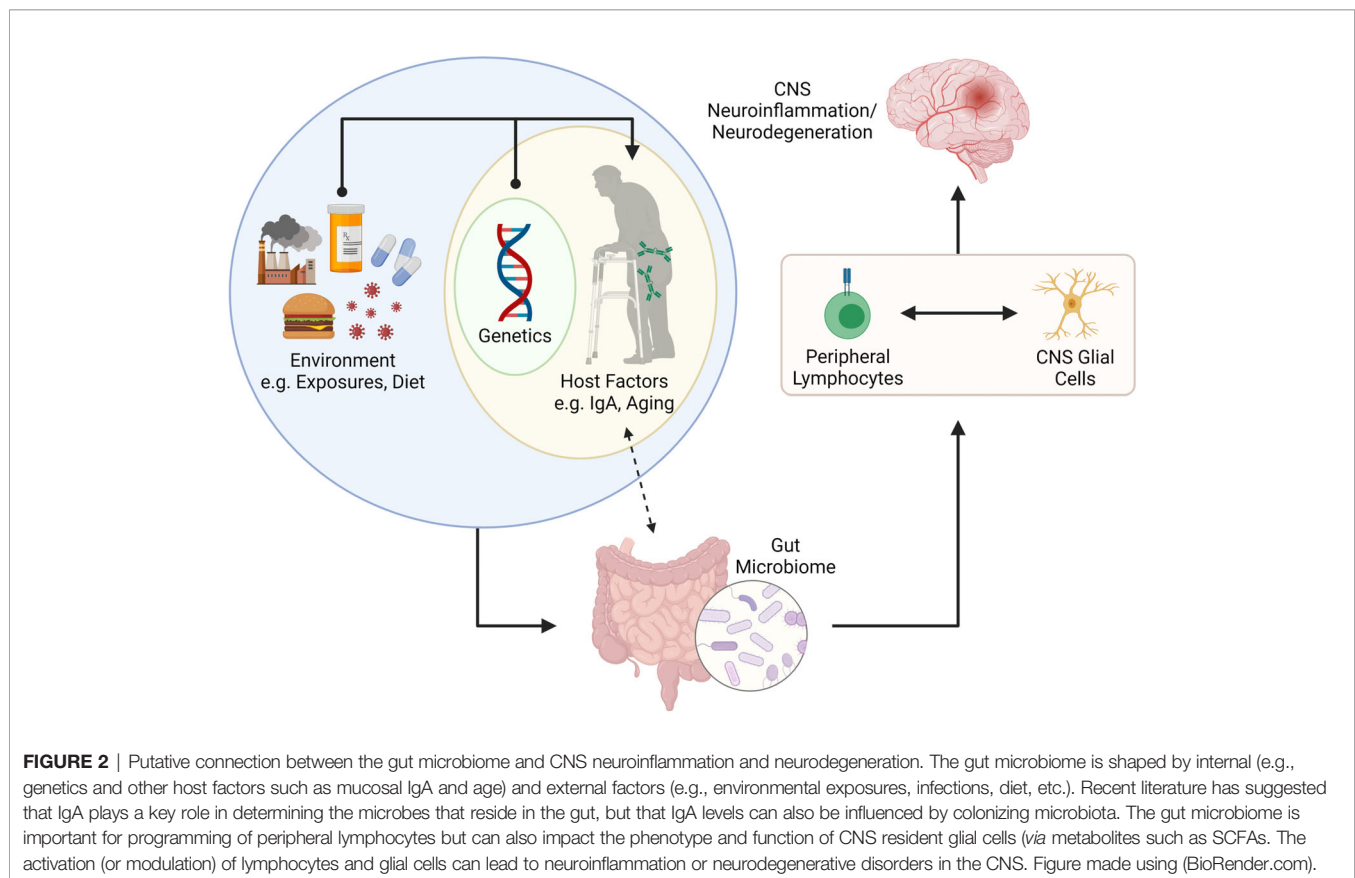 CNS
Neuroinflammation/
Neurodegeneration
Rx
Genetics
Environment
e.g. Exposures, Diet
Host Factors
e.g. IgA, Aging
Peripheral
Lymphocytes
CNS Glial
Cells
Gut
Microbiome
FIGURE 2 | Putative connection between the gut microbiome and CNS neuroinflammation and neurodegeneration. The gut microbiome is shaped by internal (e.g.,
genetics and other host factors such as mucosal IgA and age) and external factors (e.g., environmental exposures, infections, diet, etc.). Recent literature has suggested
that IgA plays a key role in determining the microbes that reside in the gut, but that IgA levels can also be influenced by colonizing microbiota. The gut microbiome is
important for programming of peripheral lymphocytes but can also impact the phenotype and function of CNS resident glial cells (via metabolites such as SCFAs. The
activation (or modulation) of lymphocytes and glial cells can lead to neuroinflammation or neurodegenerative disorders in the CNS. Figure made using (BioRender.com).